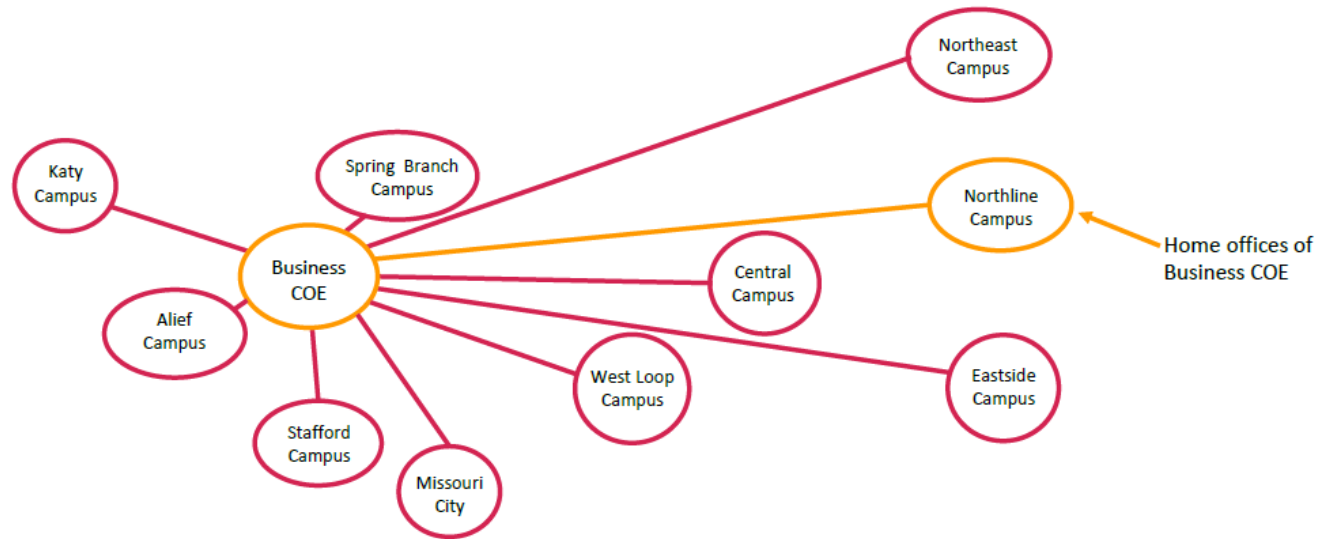 Northeast
Campus
Katy
Campus
Spring Branch
Campus
Northline
Campus
Home offices of
Business COE
Business
COE
Central
Campus
Alief
Campus
West Loop
Campus
Eastside
Campus
Stafford
Campus
Missouri
City